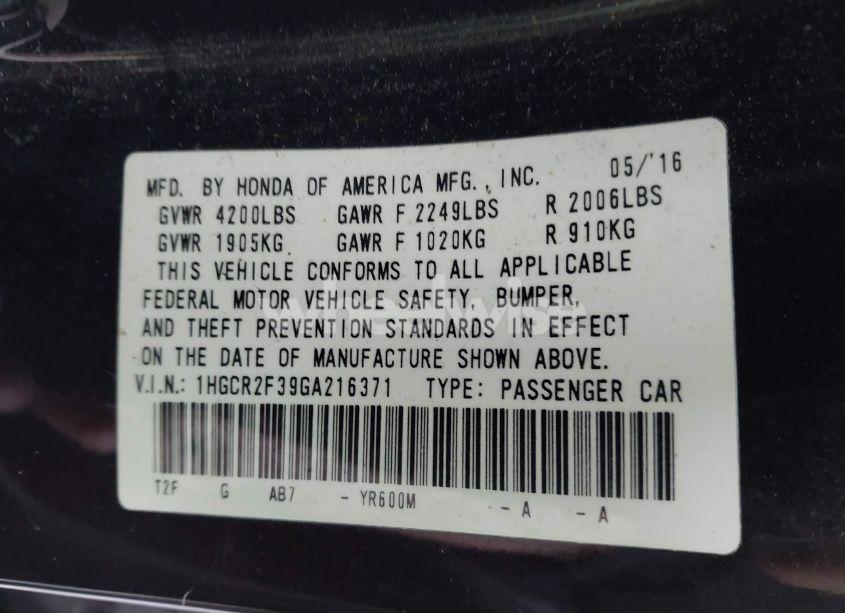 MFD. BY HONDA OF AMERICA MFG., INC. 05/'16
GVWR 4200LBS GAWR F 2249LBS R 2006LBS
GVWR 1905KG GAWR F 1020KG R 910KG
THIS VEHICLE CONFORMS TO ALL APPLICABLE
FEDERAL MOTOR VEHICLE SAFETY, BUMPER,
AND THEFT PREVENTION STANDARDS IN EFFECT
ON THE DATE OF MANUFACTURE SHOWN ABOVE.
V.I.N.: 1HGCR2F39GA216371 TYPE: PASSENGER CAR
T2F G AB7 - YR600M - A - A